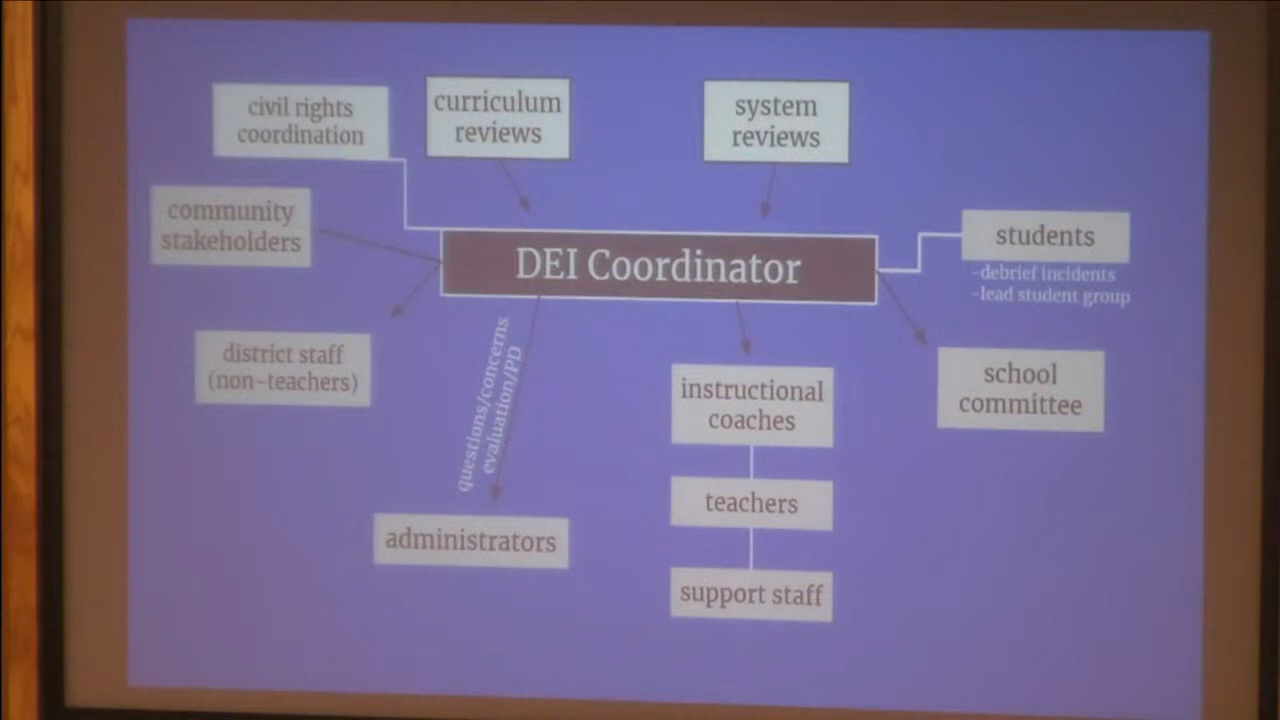 civil rights
coordination
curriculum
reviews
system
reviews
community
stakeholders
DEI Coordinator
students
-debrief incidents
-lead student group
district staff
(non-teachers)
questions/concerns
evaluation/PD
instructional
coaches
school
committee
teachers
administrators
support staff